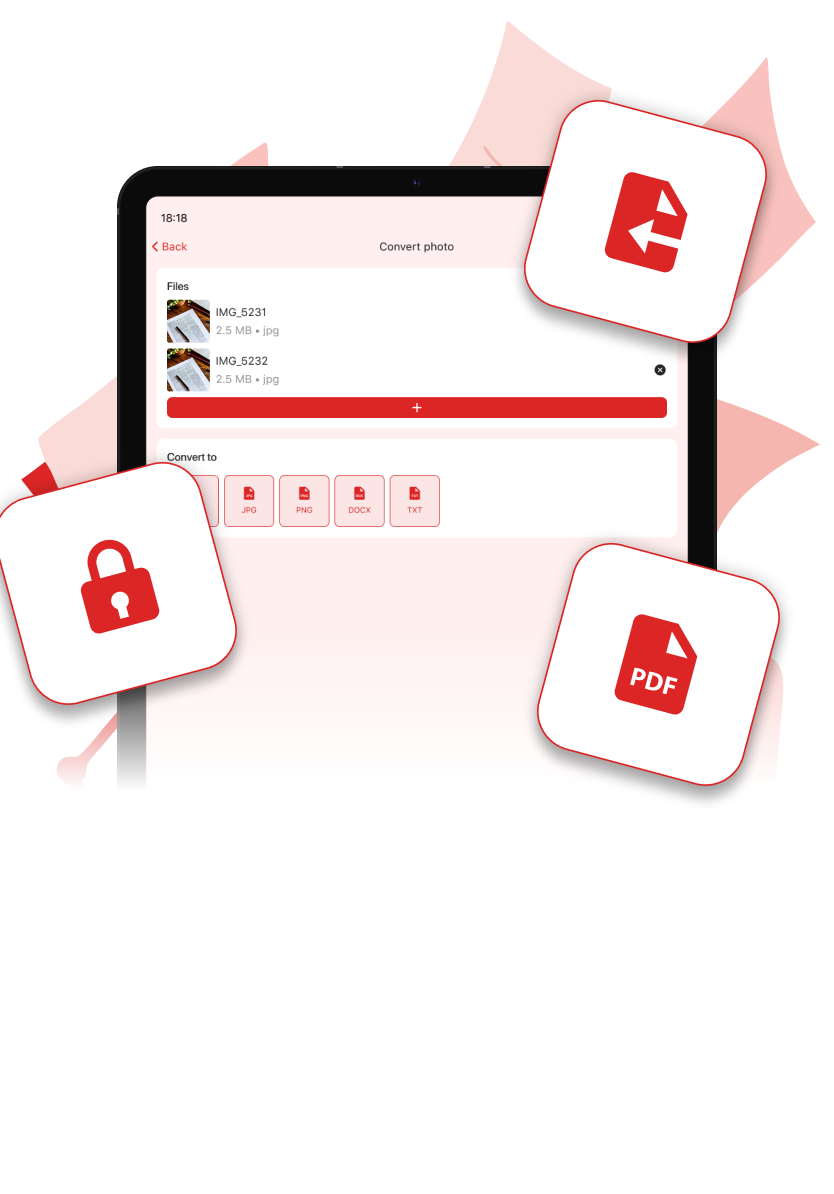 18:18
Back
Convert photo
Files
IMG_5231
2.5 MB • jpg
IMG_5232
2.5 MB • jpg
+
Convert to
JPG
PNG
DOCX
TXT
PDF